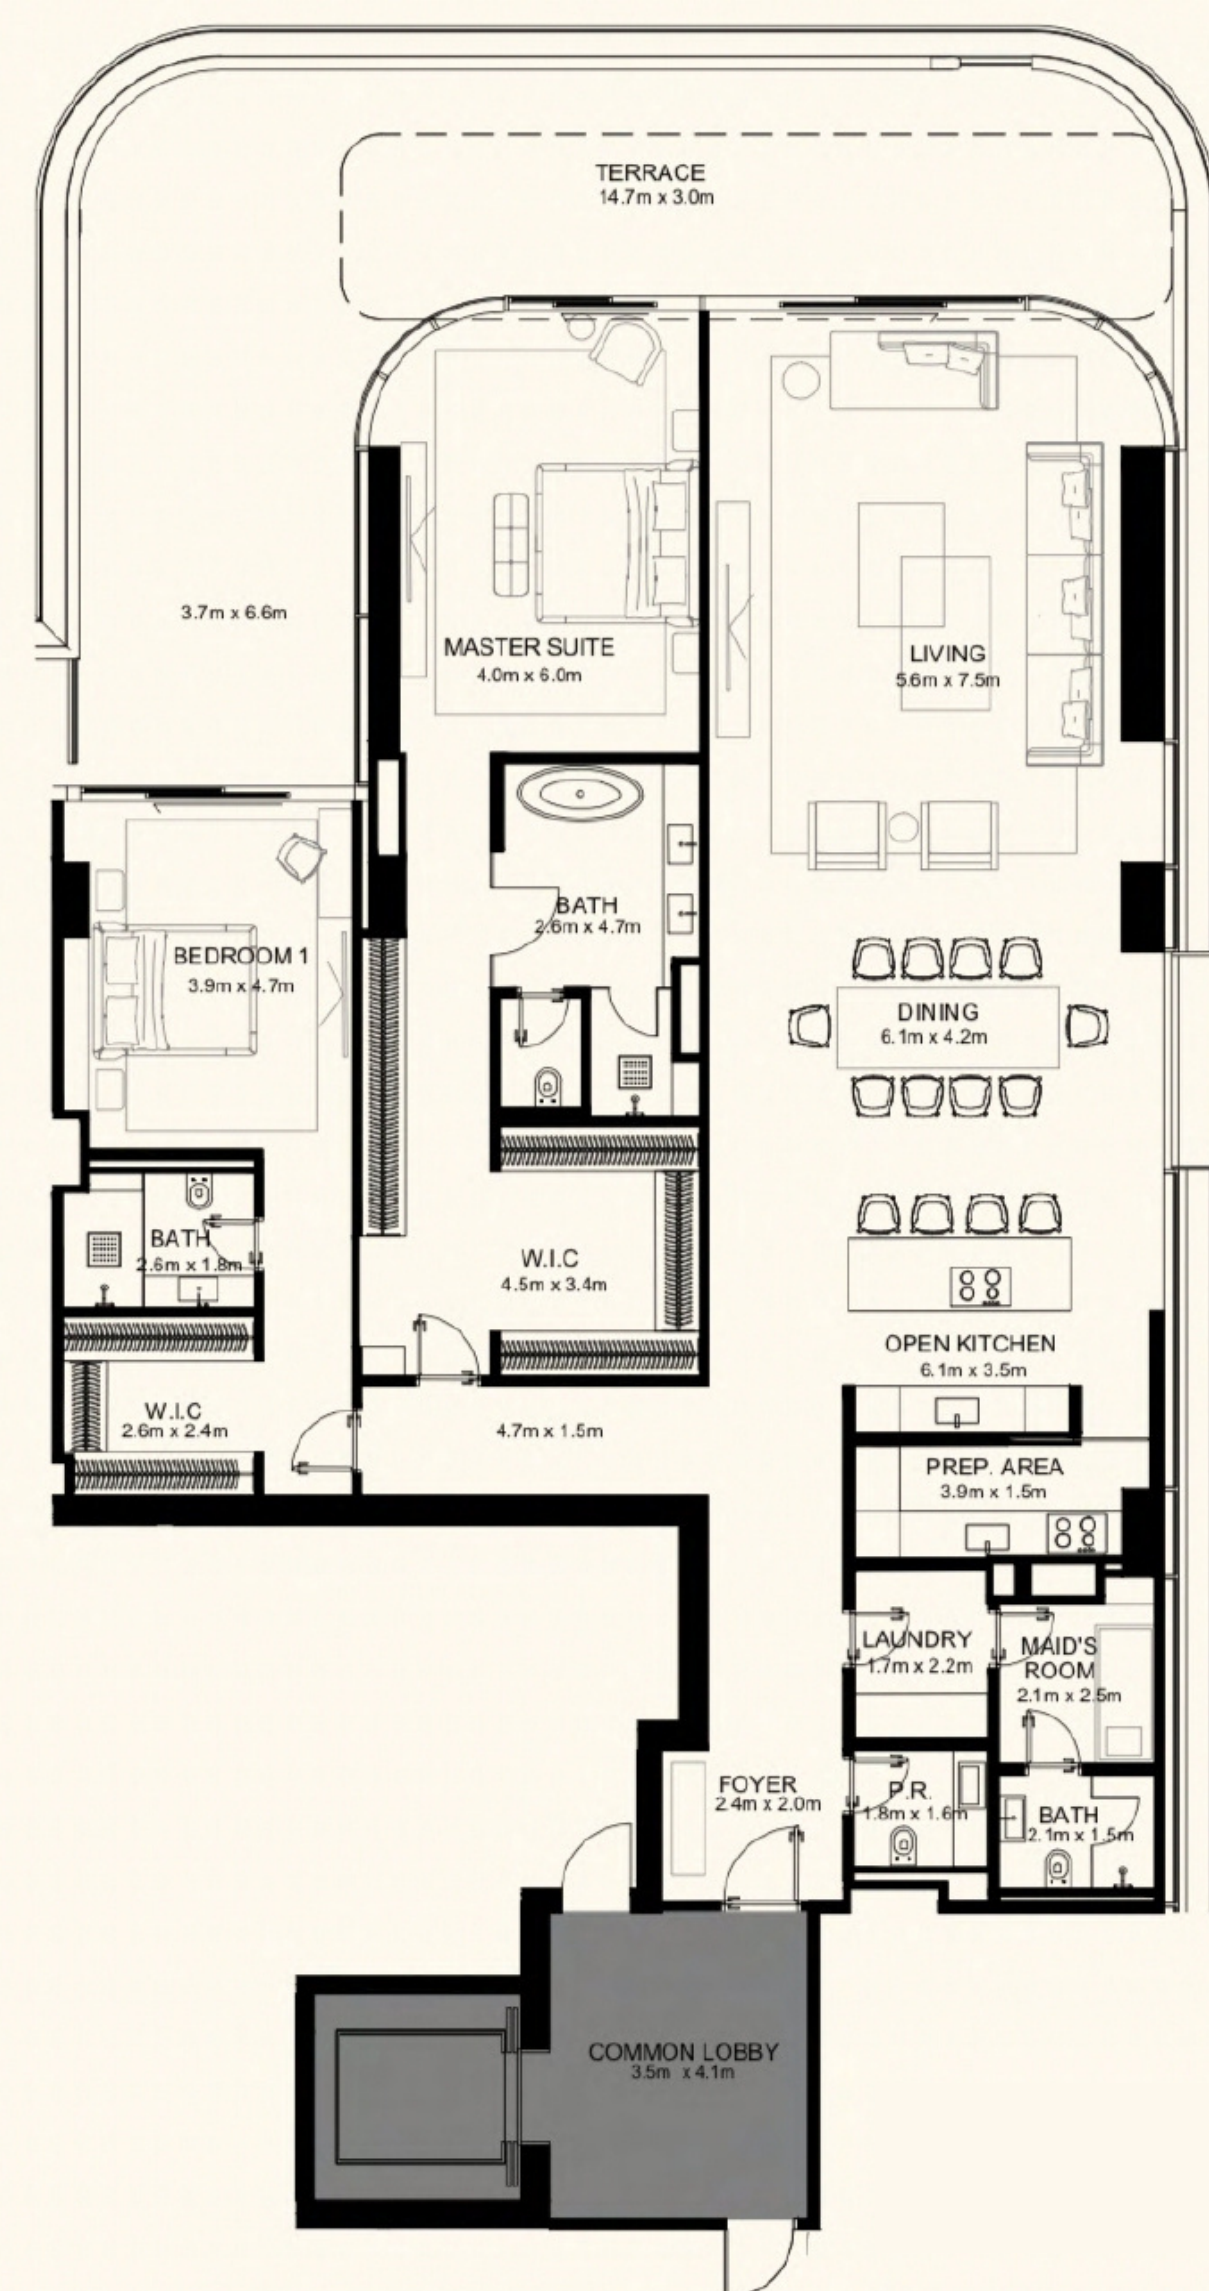 TERRACE
14.7m x 3.0m
3.7m x 6.6m
MASTER SUITE
4.0m x 6.0m
LIVING
5.6m x 7.5m
BATH
2.6m x 4.7m
BEDROOM 1
3.9m x 4.7m
DINING
6.1m x 4.2m
BATH
2.6m x 1.8m
W.I.C
4.5m x 3.4m
OPEN KITCHEN
6.1m x 3.5m
W.I.C
2.6m x 2.4m
4.7m x 1.5m
PREP. AREA
3.9m x 1.5m
LAUNDRY
1.7m x 2.2m
MAID'S
ROOM
2.1m x 2.5m
FOYER
2.4m x 2.0m
P.R.
1.8m x 1.6m
BATH
2.1m x 1.5m
COMMON LOBBY
3.5m x 4.1m